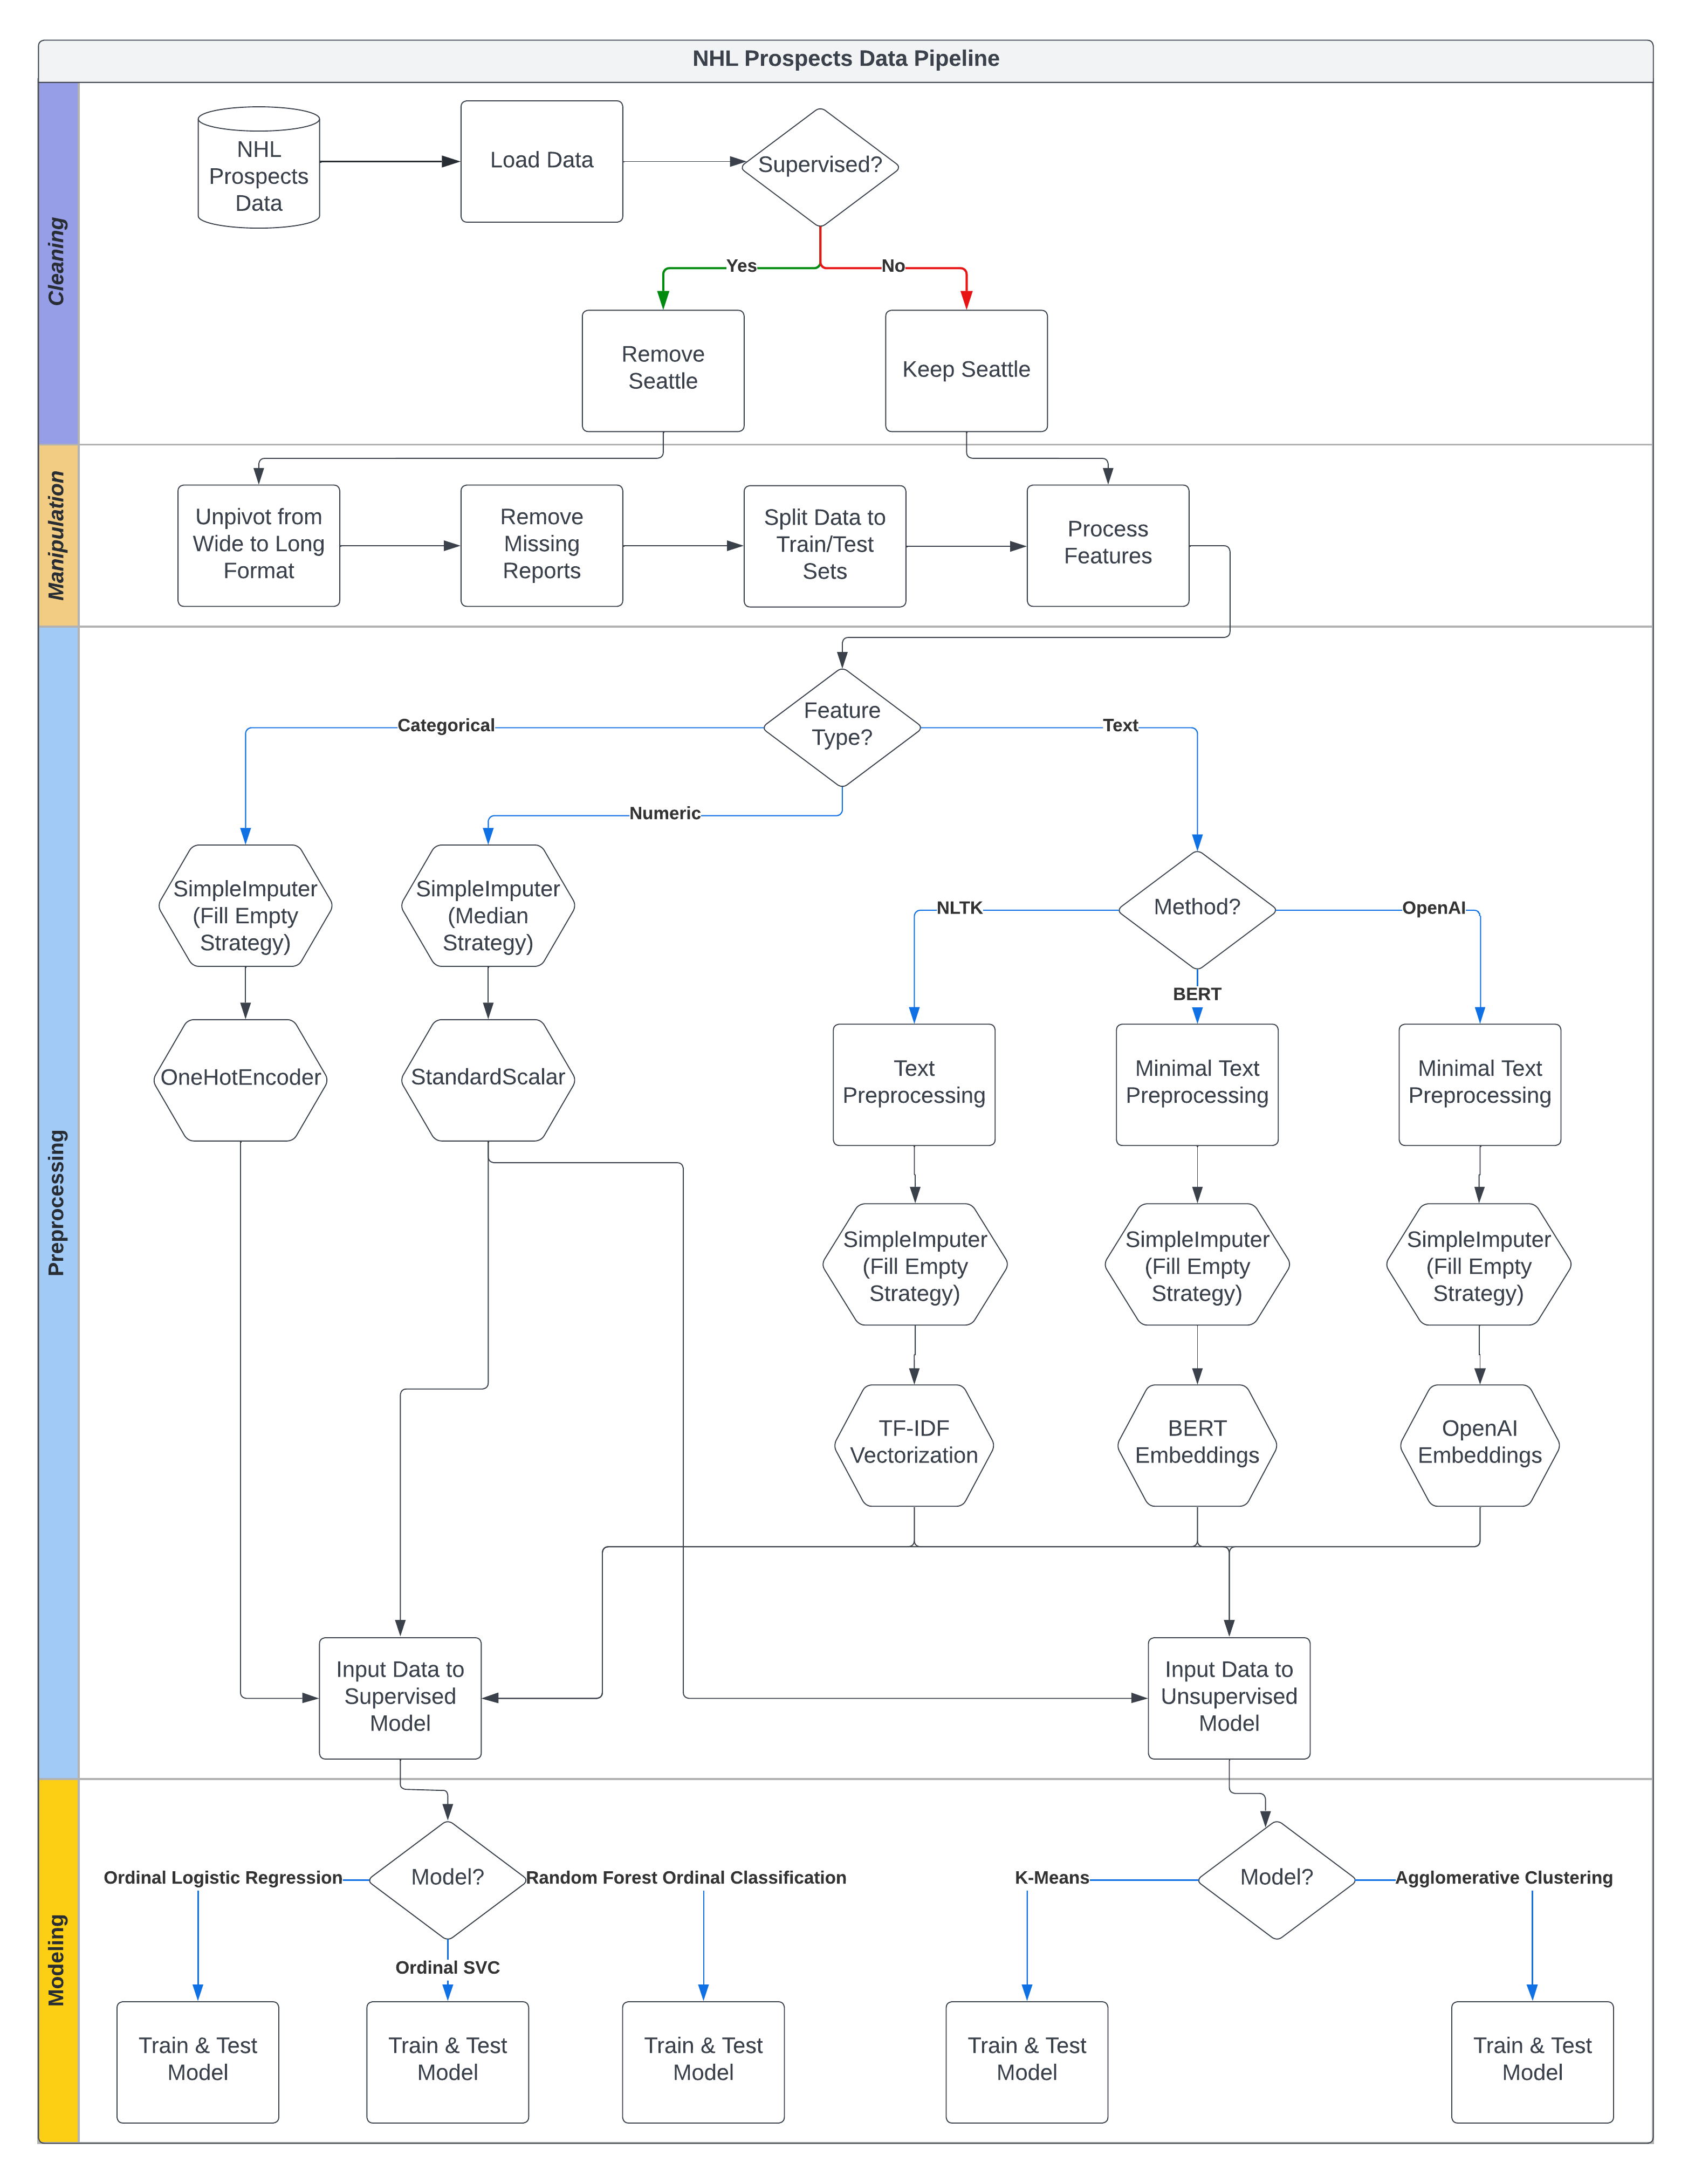 NHL Prospects Data Pipeline
Cleaning
NHL
Prospects
Data
Load Data
Supervised?
Yes
No
Remove
Seattle
Keep Seattle
Manipulation
Unpivot from
Wide to Long
Format
Remove
Missing
Reports
Split Data to
Train/Test
Sets
Process
Features
Preprocessing
Feature
Type?
Categorical
Text
Numeric
SimpleImputer
(Fill Empty
Strategy)
SimpleImputer
(Median
Strategy)
Method?
NLTK
OpenAI
BERT
OneHotEncoder
StandardScalar
Text
Preprocessing
Minimal Text
Preprocessing
Minimal Text
Preprocessing
SimpleImputer
(Fill Empty
Strategy)
SimpleImputer
(Fill Empty
Strategy)
SimpleImputer
(Fill Empty
Strategy)
TF-IDF
Vectorization
BERT
Embeddings
OpenAI
Embeddings
Input Data to
Supervised
Model
Input Data to
Unsupervised
Model
Modeling
Ordinal Logistic Regression
Model?
Random Forest Ordinal Classification
K-Means
Model?
Agglomerative Clustering
Ordinal SVC
Train & Test
Model
Train & Test
Model
Train & Test
Model
Train & Test
Model
Train & Test
Model